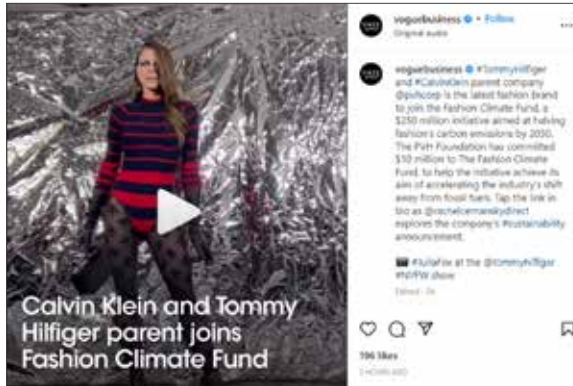 voguebusiness • Follow
Original audio
voguebusiness #TommyHilfiger
and #CalvinKlein parent company
@pvhcorp is the latest fashion brand
to join the Fashion Climate Fund, a
$250 million initiative aimed at halving
fashion's carbon emissions by 2030.
The PVH Foundation has committed
$10 million to The Fashion Climate
Fund, to help the initiative achieve its
aim of accelerating the industry's shift
away from fossil fuels. Tap the link in
bio as @rachelcernanskydirect
explores the company's #sustainability
announcement.
#JuliaFox at the @tommyhilfiger
#NYFW show
Edited
Calvin Klein and Tommy
Hilfiger parent joins
Fashion Climate Fund
196 likes
HOURS AGO